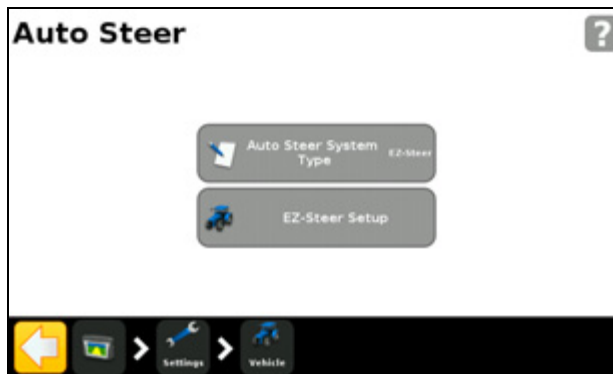 Auto Steer
?
Auto Steer System
Type
EZ-Steer
EZ-Steer Setup
Settings
Vehicle